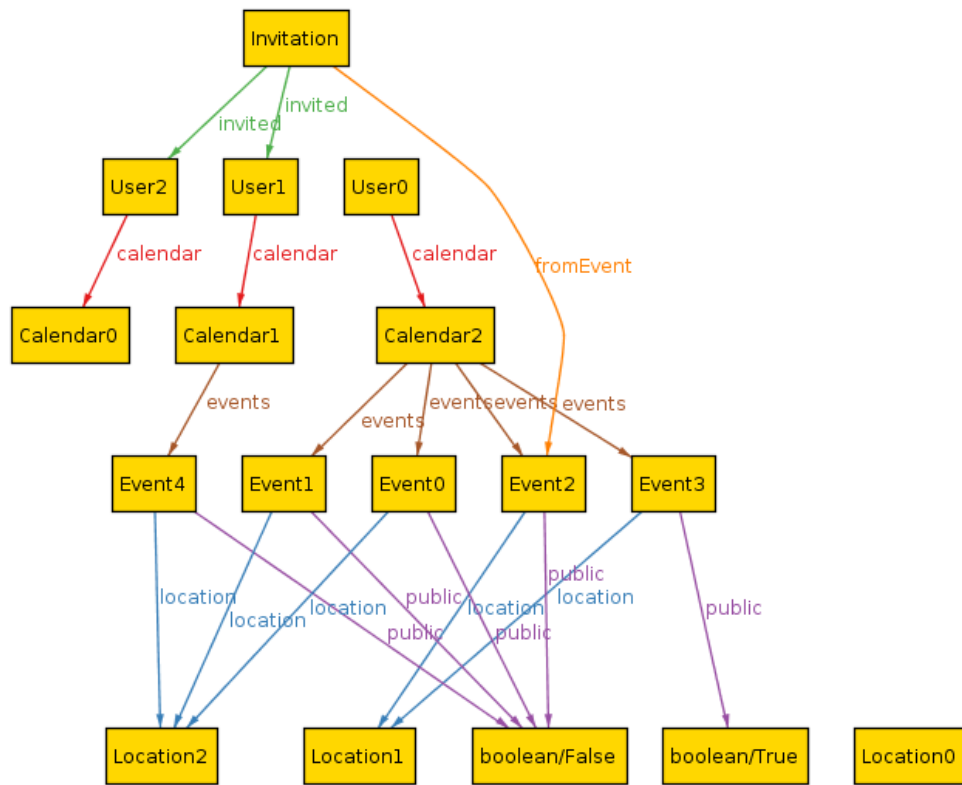 Invitation
invited
invited
User2
User1
User0
calendar
calendar
calendar
fromEvent
Calendar0
Calendar1
Calendar2
events
events
events
events
events
Event4
Event1
Event0
Event2
Event3
location
location
location
public
public
location
public
public
location
public
Location2
Location1
boolean/False
boolean/True
Location0